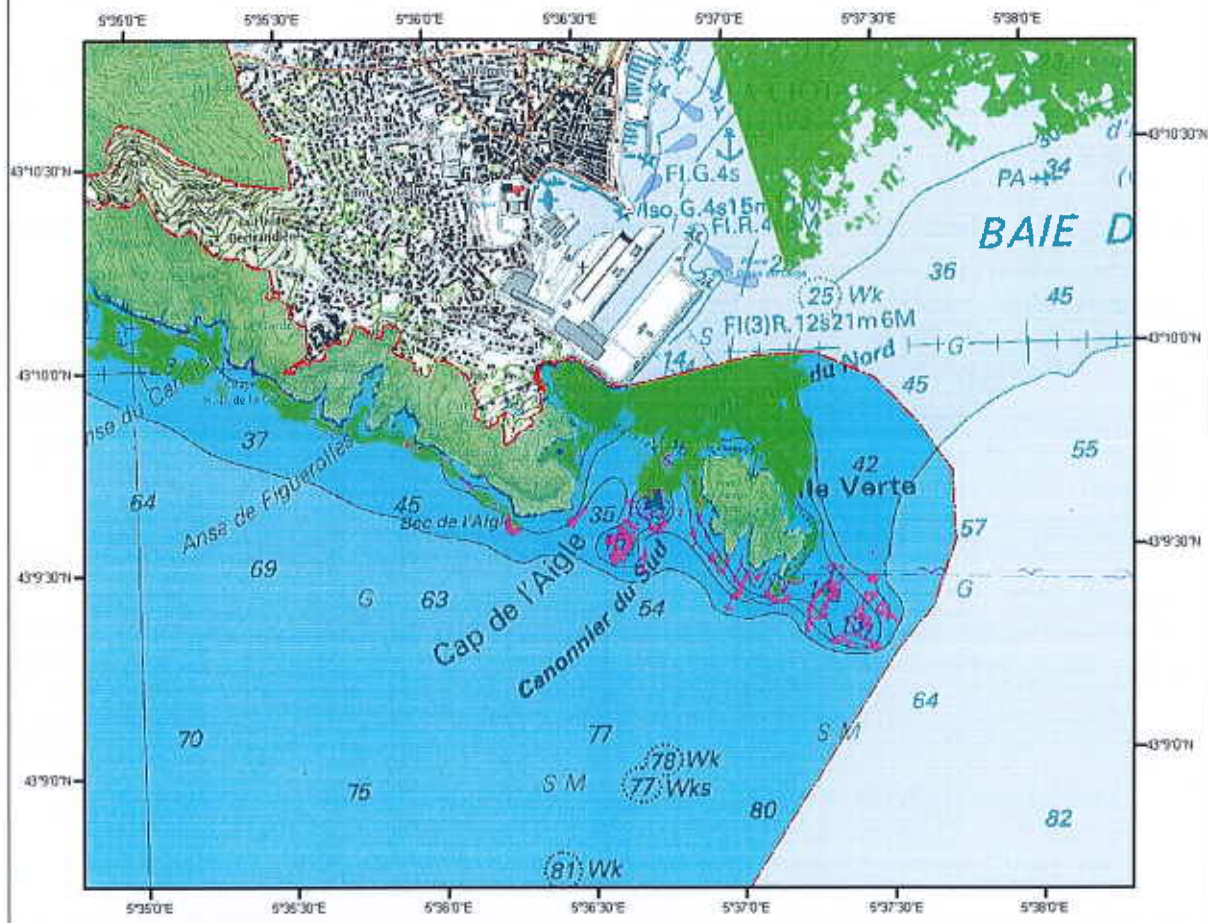 5°35'0"E 5°35'30"E 5°36'0"E 5°36'30"E 5°37'0"E 5°37'30"E 5°38'0"E
43°10'30"N
43°10'0"N
43°9'30"N
43°9'0"N
43°10'30"N
43°10'0"N
43°9'30"N
43°9'0"N
Fl.G.4s
Iso.G.4s15m
M
Fl.R.4
M
PA
34
30
BAIE D
36
45
25 Wk
Fl(3)R.12s21m6M
S
14
G
du Nord
45
55
42
Ile Verte
57
37
64
Anse de Figuerolles
45
Bec de l'Aigle
35
69
G
63
Cap de l'Aigle
Canonnier du Sud
54
G
64
70
77
S M
78 Wk
77 Wks
75
S M
80
82
81 Wk
5°35'0"E 5°35'30"E 5°36'0"E 5°36'30"E 5°37'0"E 5°37'30"E 5°38'0"E